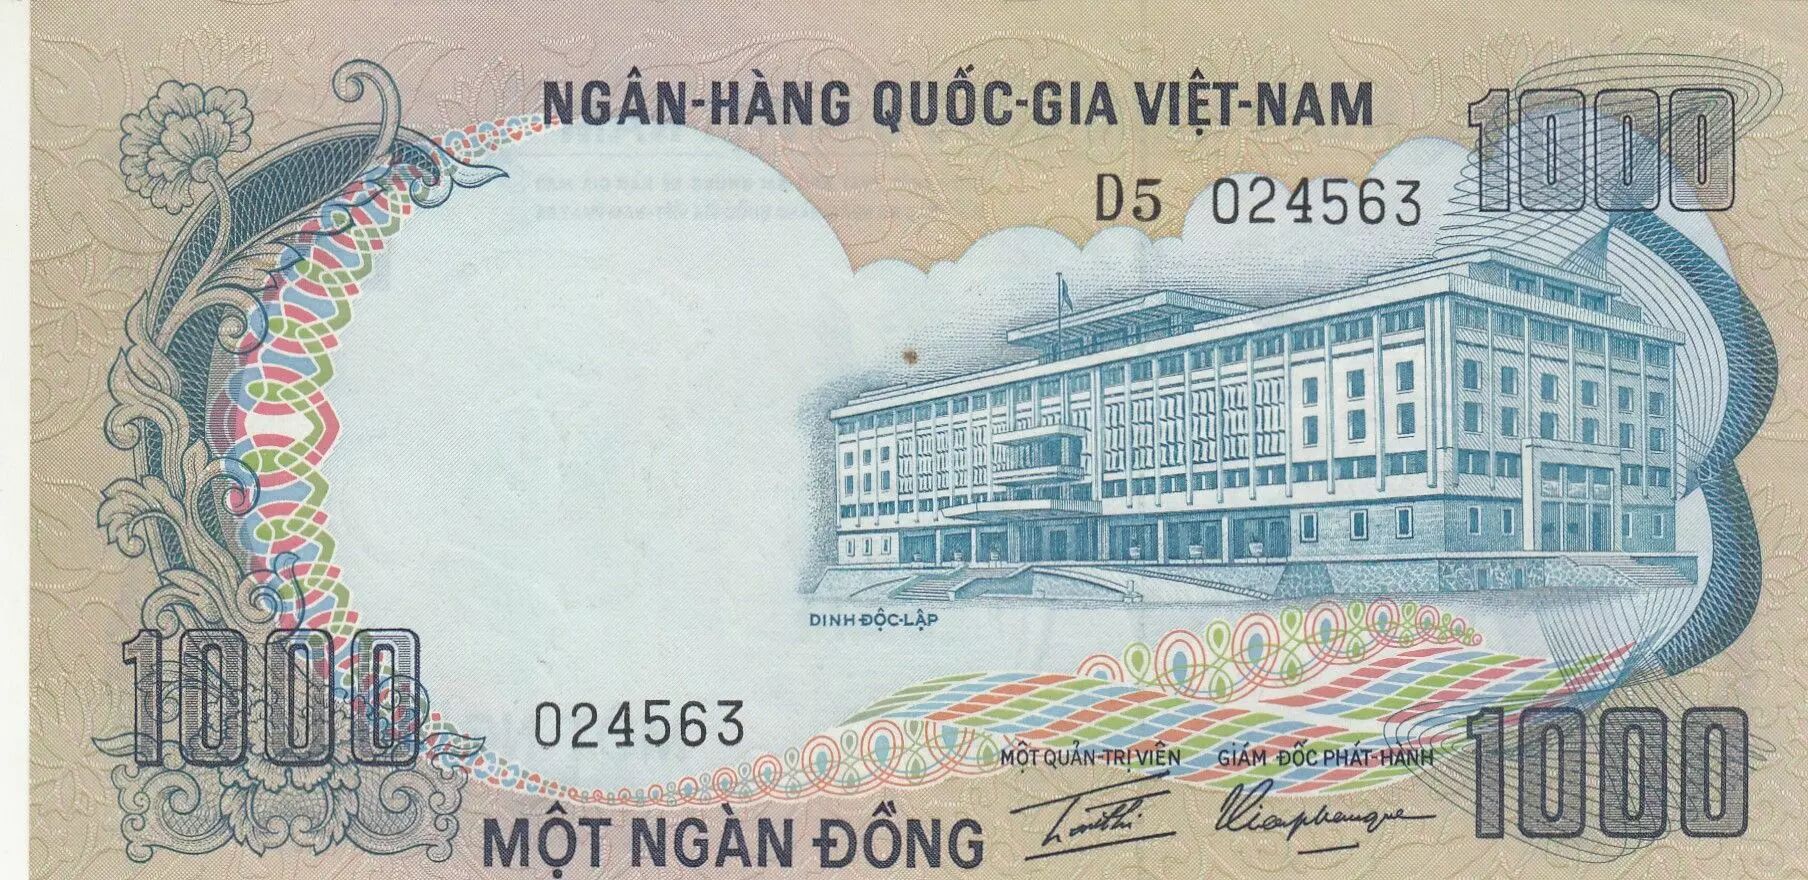 NGÂN-HÀNG QUỐC-GIA VIỆT-NAM
1000
D5 024563
DINH ĐỘC-LẬP
1000
024563
MỘT QUẢN-TRỊ VIÊN GIÁM ĐỐC PHÁT-HÀNH
1000
MỘT NGÀN ĐỒNG